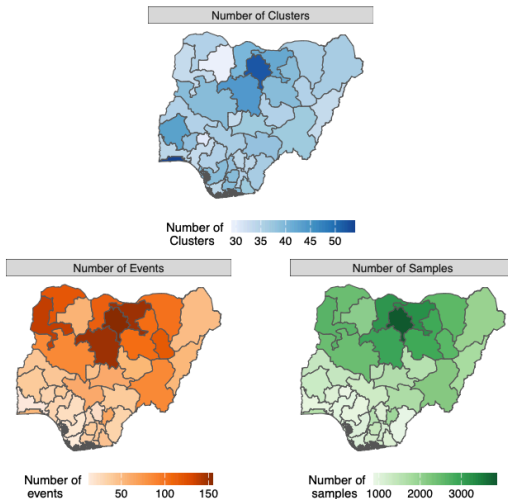 Number of Clusters
Number of
Clusters
30 35 40 45 50
Number of Events
Number of Samples
Number of
events
50 100 150
Number of
samples
1000 2000 3000